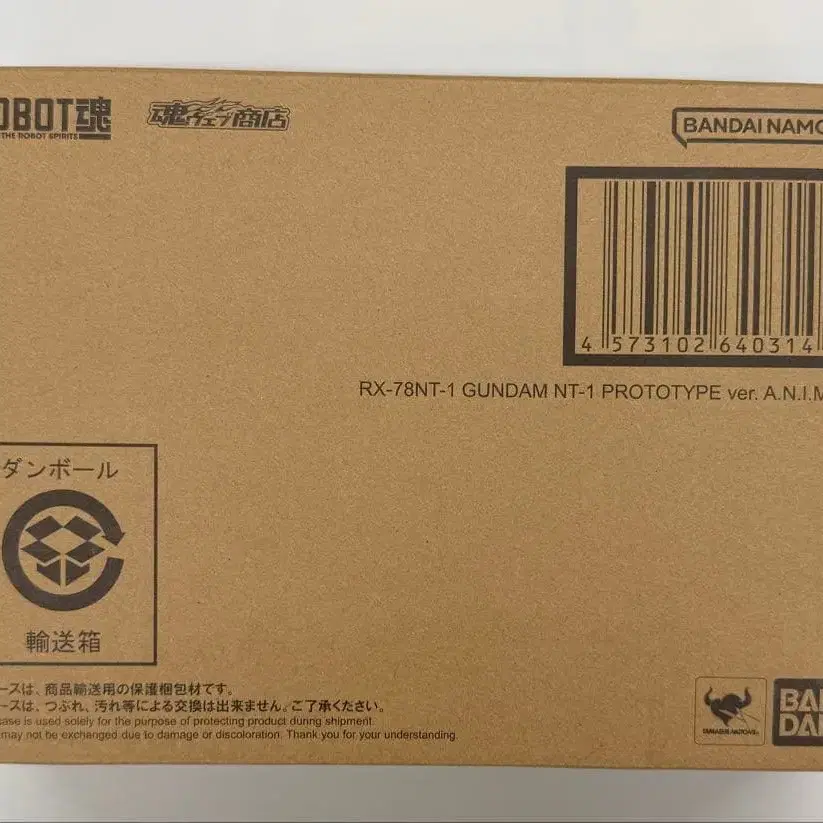 OBOT魂
THE ROBOT SPIRITS
魂ウェブ商店
BANDAI NAMC
4 573102 640314
RX-78NT-1 GUNDAM NT-1 PROTOTYPE ver. A.N.I.M
ダンボール
輸送箱
ースは、商品輸送用の保護梱包材です。
ースは、つぶれ、汚れ等による交換は出来ません。ご了承ください。
ase is used solely for the purpose of protecting product during shipment.
may not be exchanged due to damage or discoloration. Thank you for your understanding.
TAMASHII NATIONS
BAN
DAI